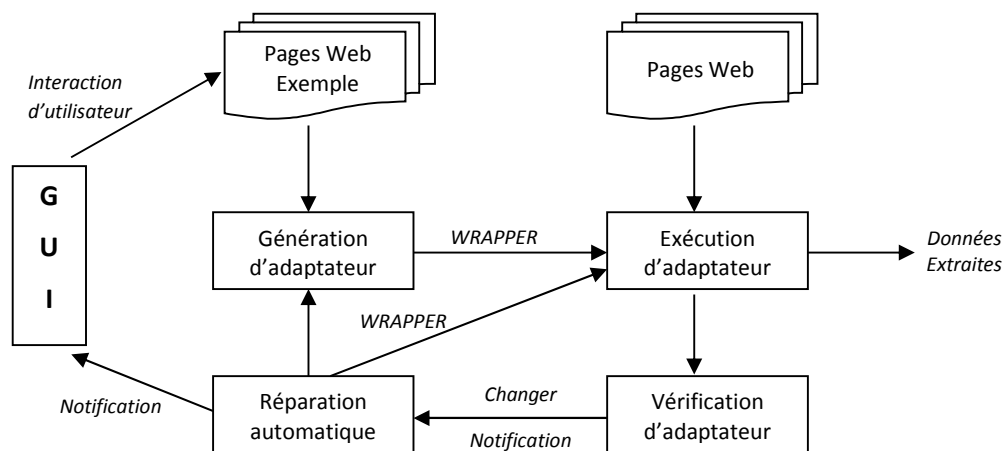 Pages Web
Exemple
Pages Web
Interaction
d'utilisateur
G
U
I
Génération
d'adaptateur
WRAPPER
Exécution
d'adaptateur
Données
Extraites
WRAPPER
Notification
Réparation
automatique
Changer
Notification
Vérification
d'adaptateur